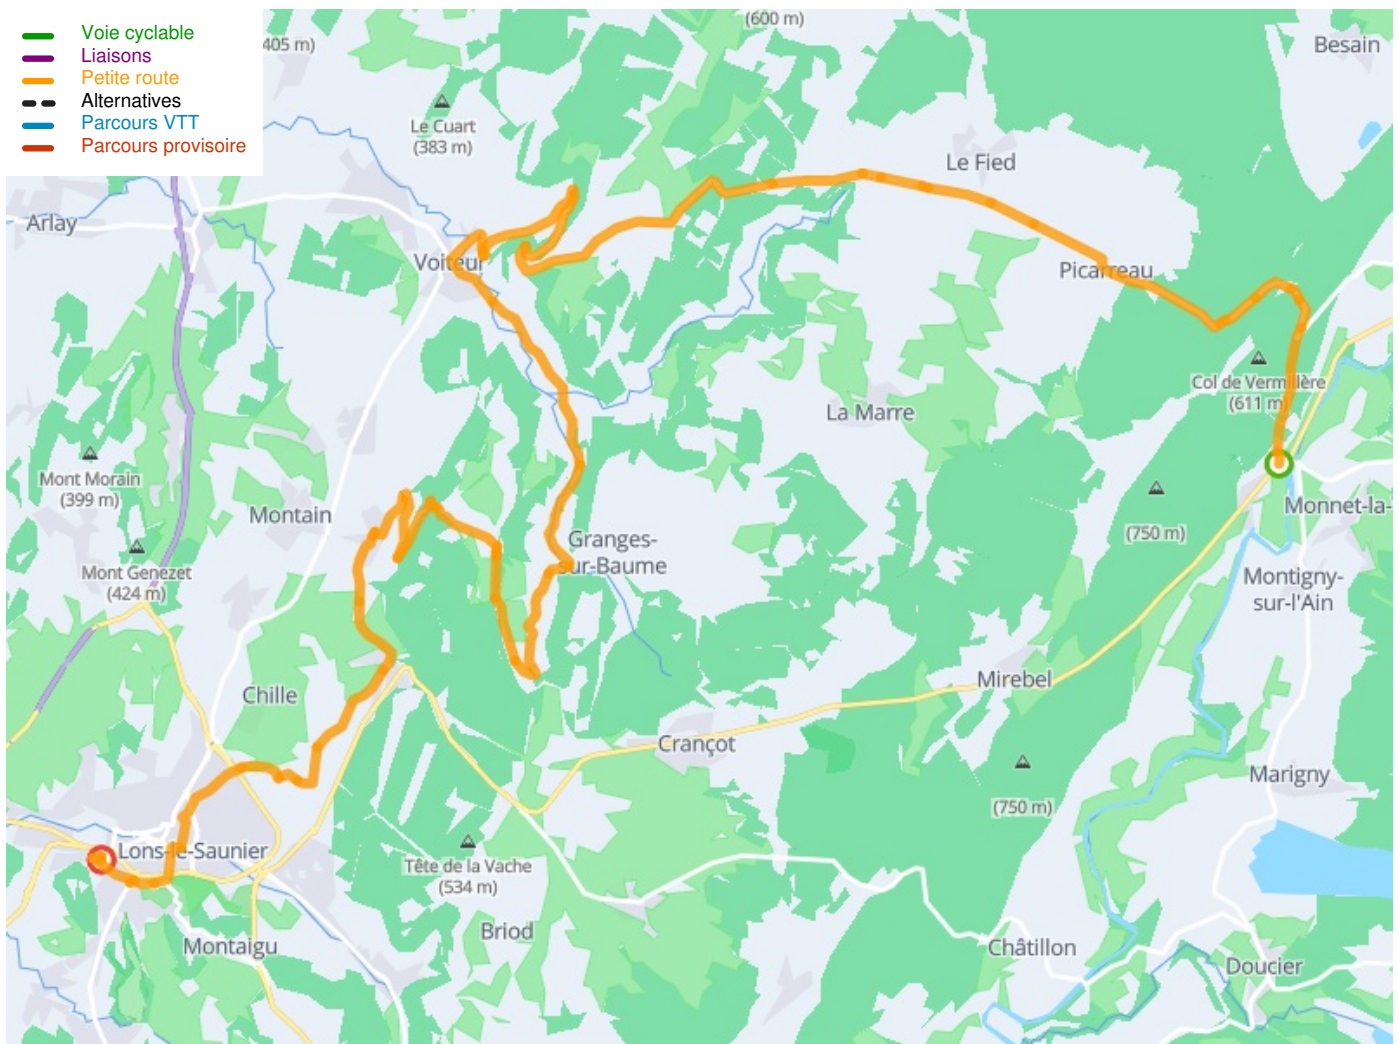 Voie cyclable
Liaisons
Petite route
Alternatives
Parcours VTT
Parcours provisoire
405 m)
(600 m)
Besain
Le Cuart
(383 m)
Le Fied
Arlay
Voiteur
Picarreau
Col de Vermillère
(611 m)
La Marre
Mont Morain
(399 m)
Montain
Monnet-la-
(750 m)
Granges-
sur-Baume
Mont Genezet
(424 m)
Montigny-
sur-l'Ain
Mirebel
Chille
Crançot
Marigny
(750 m)
Lons-le-Saunier
Tête de la Vache
(534 m)
Briod
Montaigu
Châtillon
Doucier